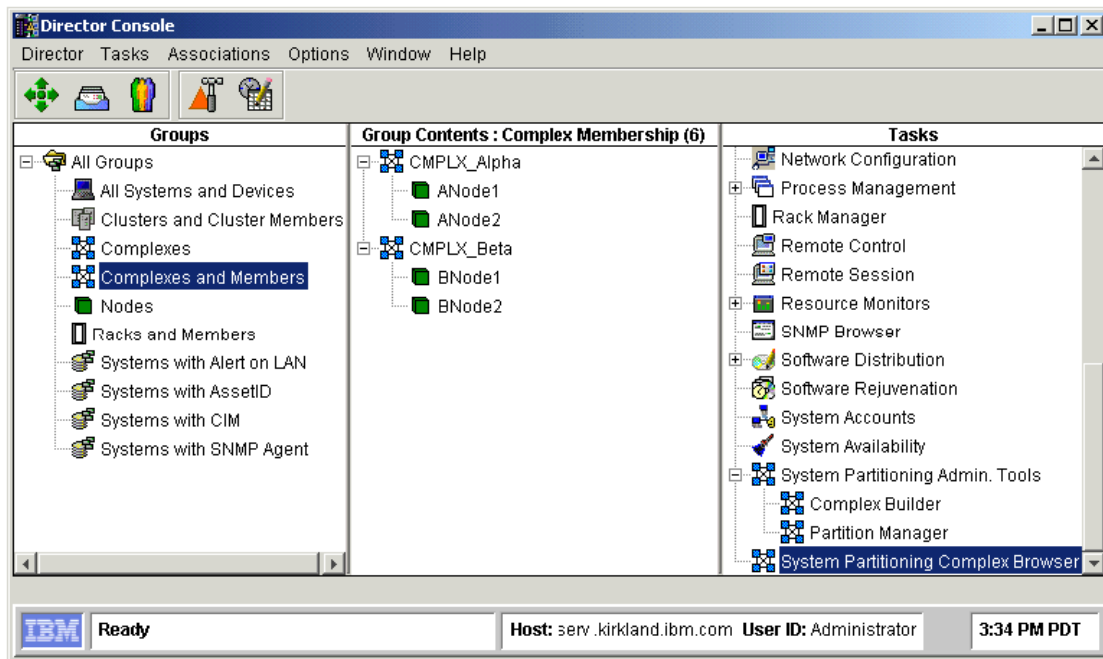 Director Console
Director Tasks Associations Options Window Help
Groups
All Groups
All Systems and Devices
Clusters and Cluster Members
Complexes
Complexes and Members
Nodes
Racks and Members
Systems with Alert on LAN
Systems with AssetID
Systems with CIM
Systems with SNMP Agent
Group Contents : Complex Membership (6)
CMPLX_Alpha
ANode1
ANode2
CMPLX_Beta
BNode1
BNode2
Tasks
Network Configuration
Process Management
Rack Manager
Remote Control
Remote Session
Resource Monitors
SNMP Browser
Software Distribution
Software Rejuvenation
System Accounts
System Availability
System Partitioning Admin. Tools
Complex Builder
Partition Manager
System Partitioning Complex Browser
IBM
Ready
Host: serv .kirkland.ibm.com User ID: Administrator
3:34 PM PDT